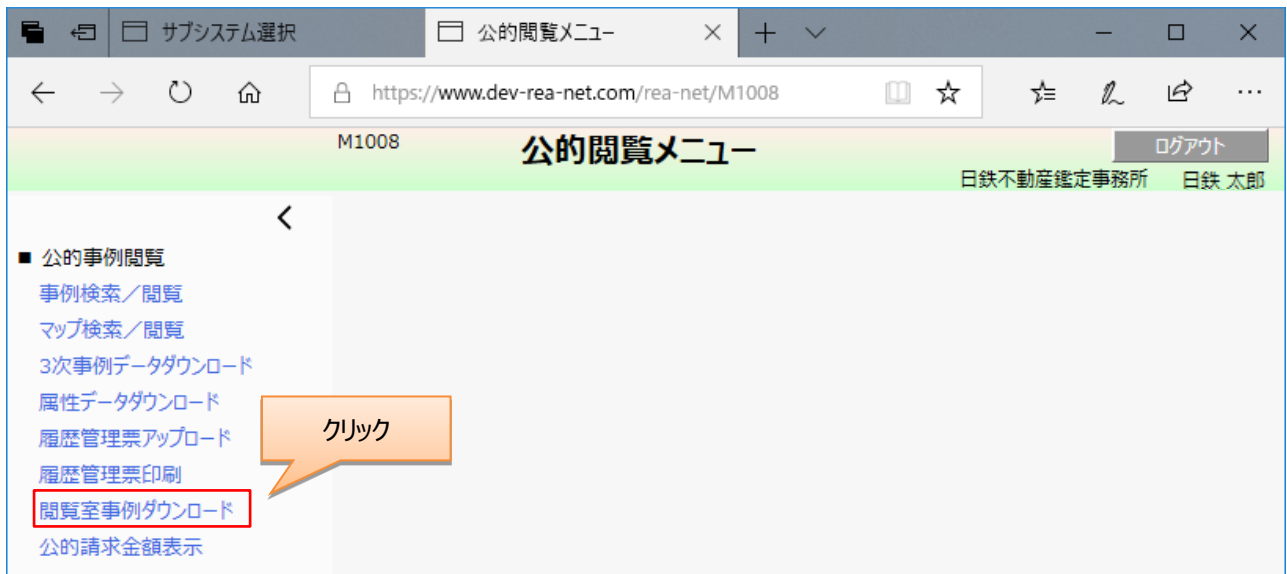 サブシステム選択
公的閲覧メニュー
https://www.dev-rea-net.com/rea-net/M1008
M1008
公的閲覧メニュー
ログアウト
日鉄不動産鑑定事務所 日鉄 太郎
■ 公的事例閲覧
事例検索／閲覧
マップ検索／閲覧
3次事例データダウンロード
属性データダウンロード
履歴管理票アップロード
クリック
履歴管理票印刷
閲覧室事例ダウンロード
公的請求金額表示